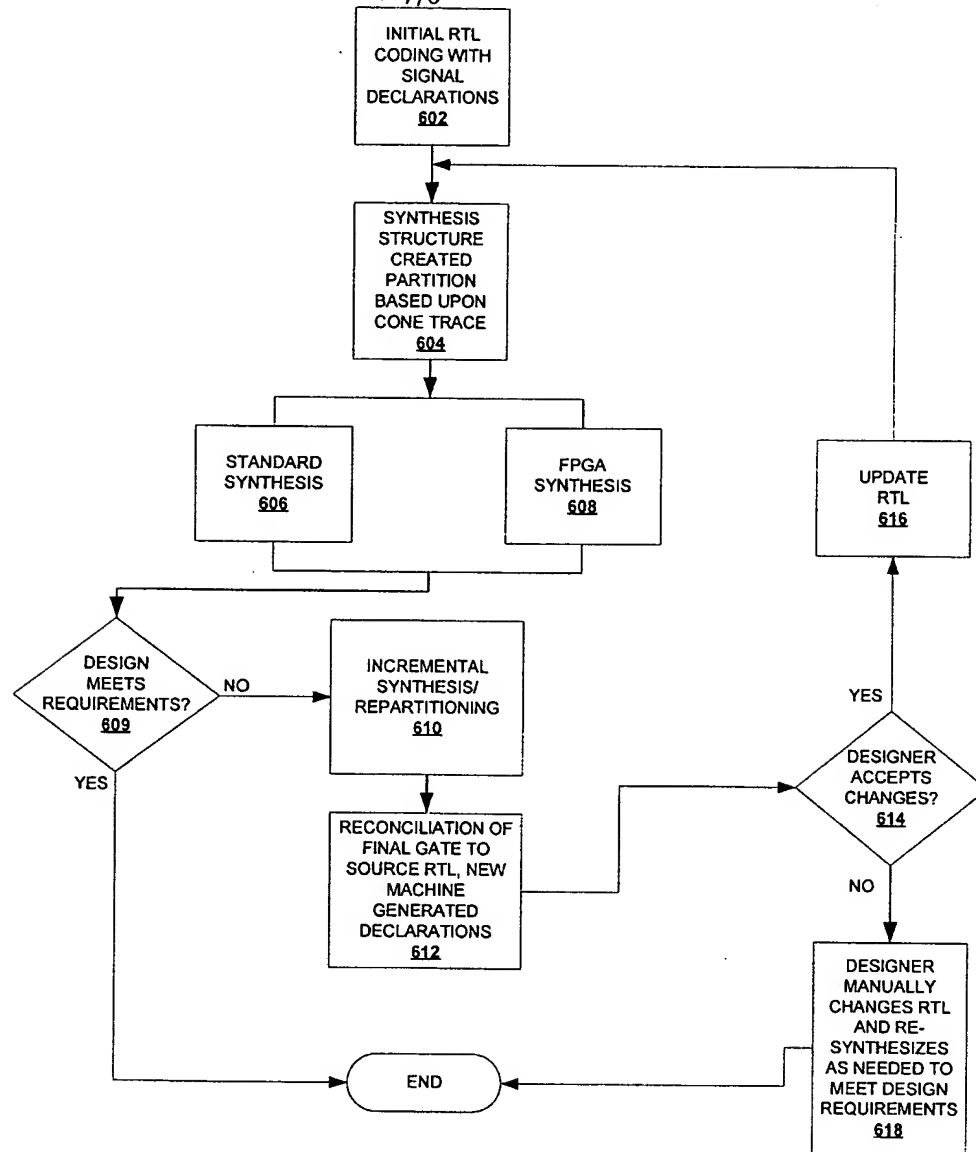 INITIAL RTL
CODING WITH
SIGNAL
DECLARATIONS
602
SYNTHESIS
STRUCTURE
CREATED
PARTITION
BASED UPON
CONE TRACE
604
STANDARD
SYNTHESIS
606
FPGA
SYNTHESIS
608
UPDATE
RTL
616
DESIGN
MEETS
REQUIREMENTS?
609
NO
YES
INCREMENTAL
SYNTHESIS/
REPARTITIONING
610
RECONCILIATION OF
FINAL GATE TO
SOURCE RTL, NEW
MACHINE
GENERATED
DECLARATIONS
612
YES
DESIGNER
ACCEPTS
CHANGES?
614
NO
DESIGNER
MANUALLY
CHANGES RTL
AND RE-
SYNTHESIZES
AS NEEDED TO
MEET DESIGN
REQUIREMENTS
618
END